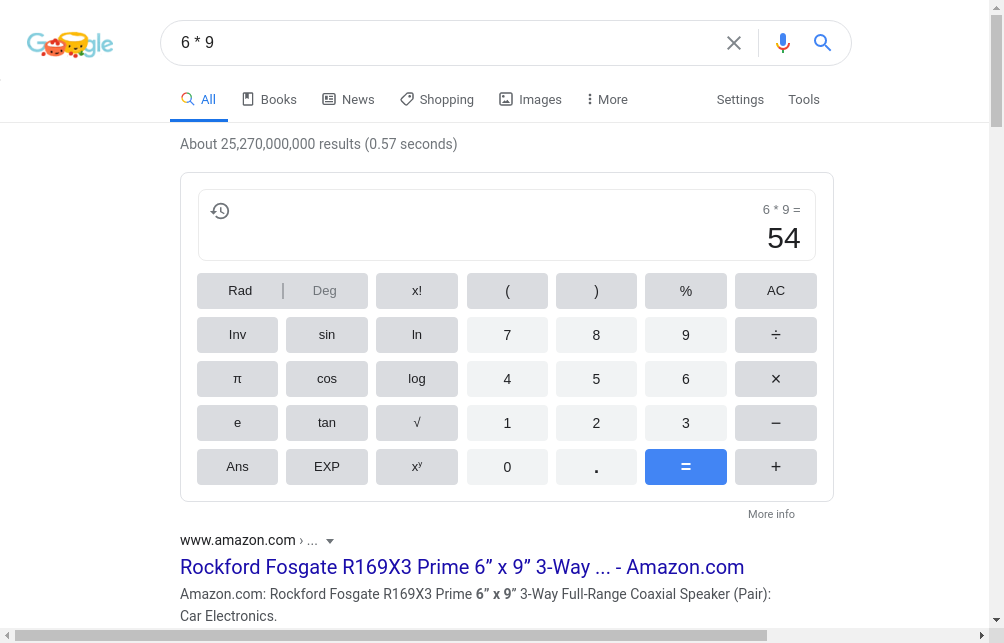 Google
6 * 9
All Books News Shopping Images More Settings Tools
About 25,270,000,000 results (0.57 seconds)
6 * 9 =
54
Rad | Deg x! ( ) % AC
Inv sin ln 7 8 9 ÷
π cos log 4 5 6 ×
e tan √ 1 2 3 −
Ans EXP xʸ 0 . = +
More info
www.amazon.com › ...
Rockford Fosgate R169X3 Prime 6” x 9” 3-Way ... - Amazon.com
Amazon.com: Rockford Fosgate R169X3 Prime 6” x 9” 3-Way Full-Range Coaxial Speaker (Pair):
Car Electronics.